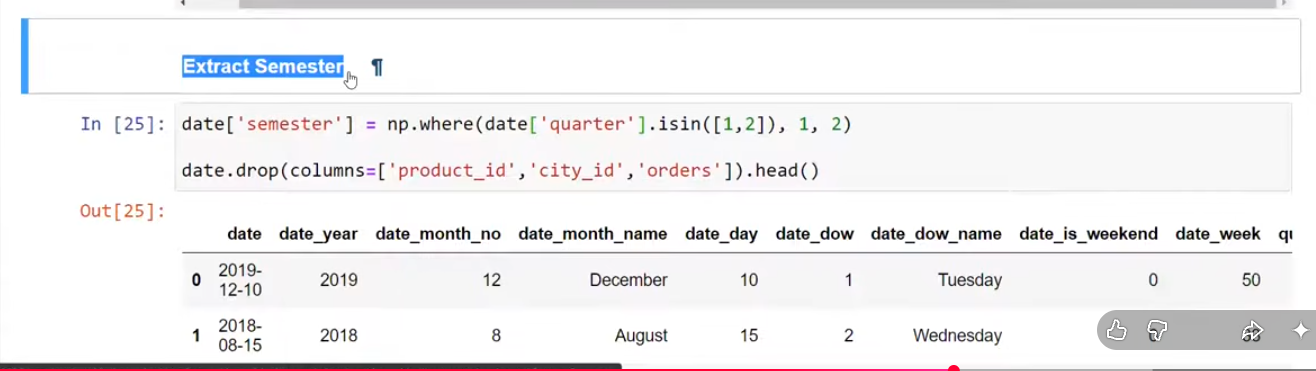 Extract Semester ¶
In [25]: date['semester'] = np.where(date['quarter'].isin([1,2]), 1, 2)
date.drop(columns=['product_id','city_id','orders']).head()
Out[25]:
date date_year date_month_no date_month_name date_day date_dow date_dow_name date_is_weekend date_week
0 2019-12-10 2019 12 December 10 1 Tuesday 0 50
1 2018-08-15 2018 8 August 15 2 Wednesday